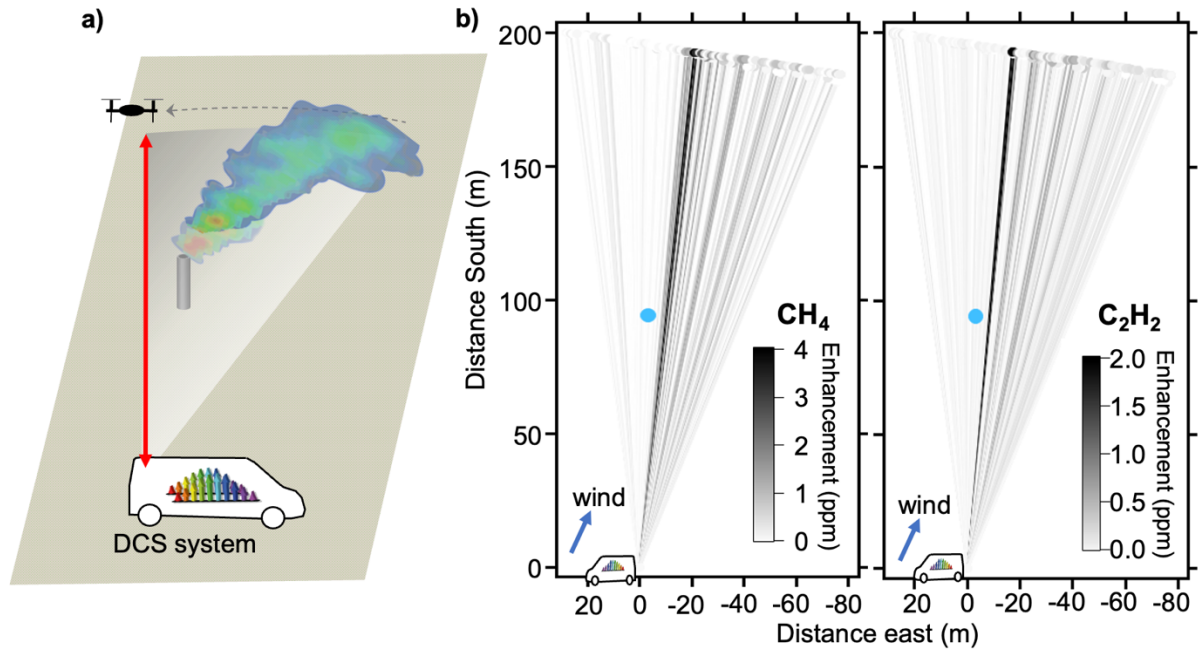 a)
DCS system
b)
Distance South (m)
200
150
100
50
0
CH4
Enhancement (ppm)
4
3
2
1
0
wind
20 0 -20 -40 -60 -80
C2H2
Enhancement (ppm)
2.0
1.5
1.0
0.5
0.0
wind
20 0 -20 -40 -60 -80
Distance east (m)